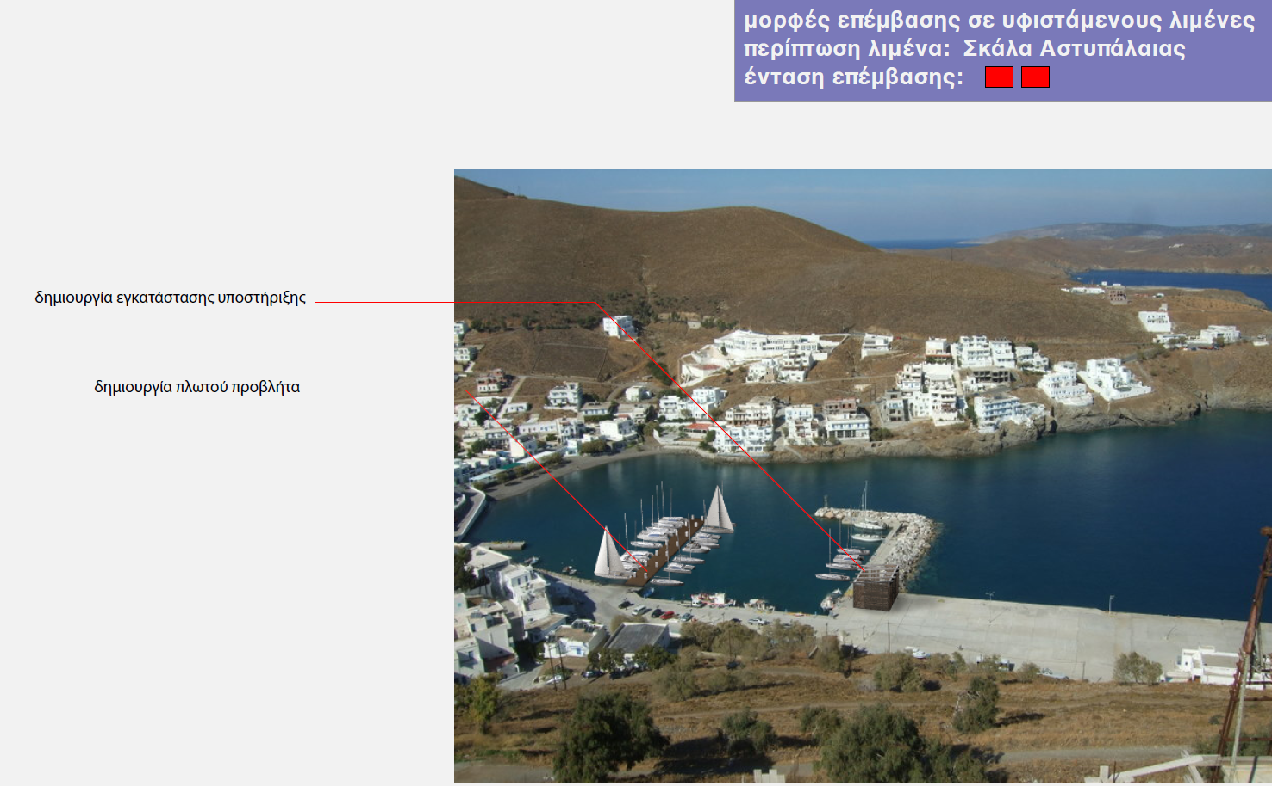 μορφές επέμβασης σε υφιστάμενους λιμένες
περίπτωση λιμένα: Σκάλα Αστυπάλαιας
ένταση επέμβασης:
δημιουργία εγκατάστασης υποστήριξης
δημιουργία πλωτού προβλήτα